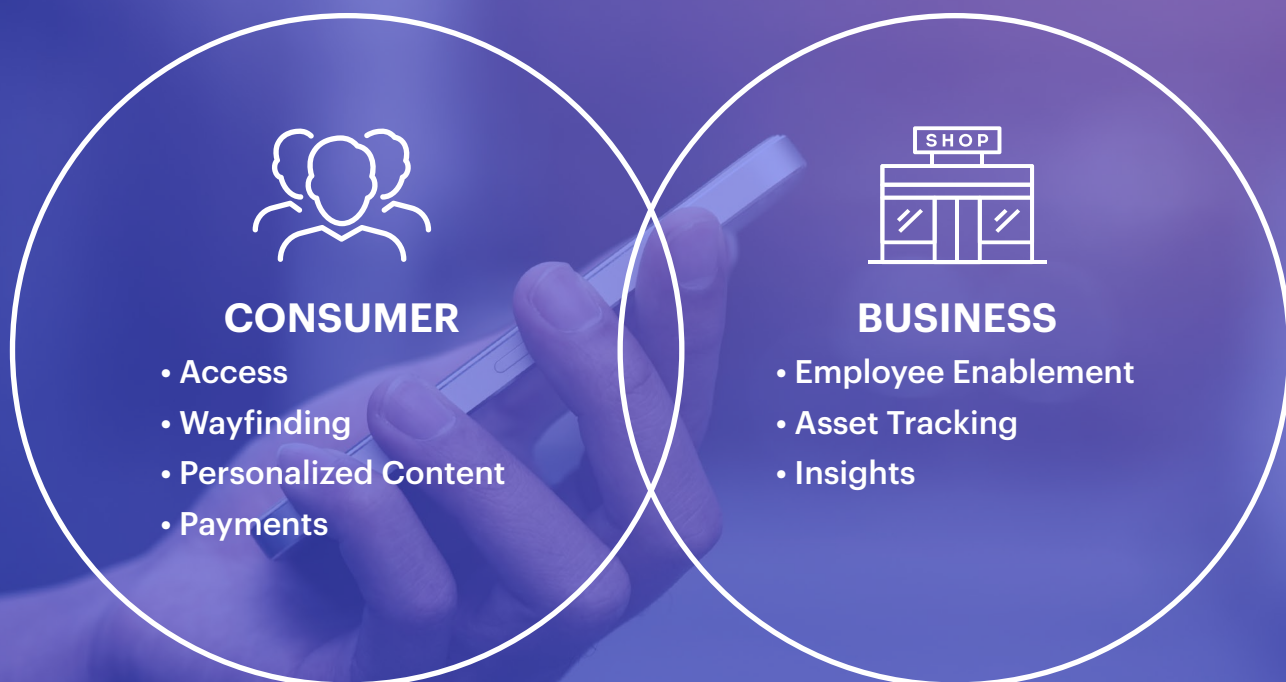 CONSUMER
• Access
• Wayfinding
• Personalized Content
• Payments
SHOP
BUSINESS
• Employee Enablement
• Asset Tracking
• Insights